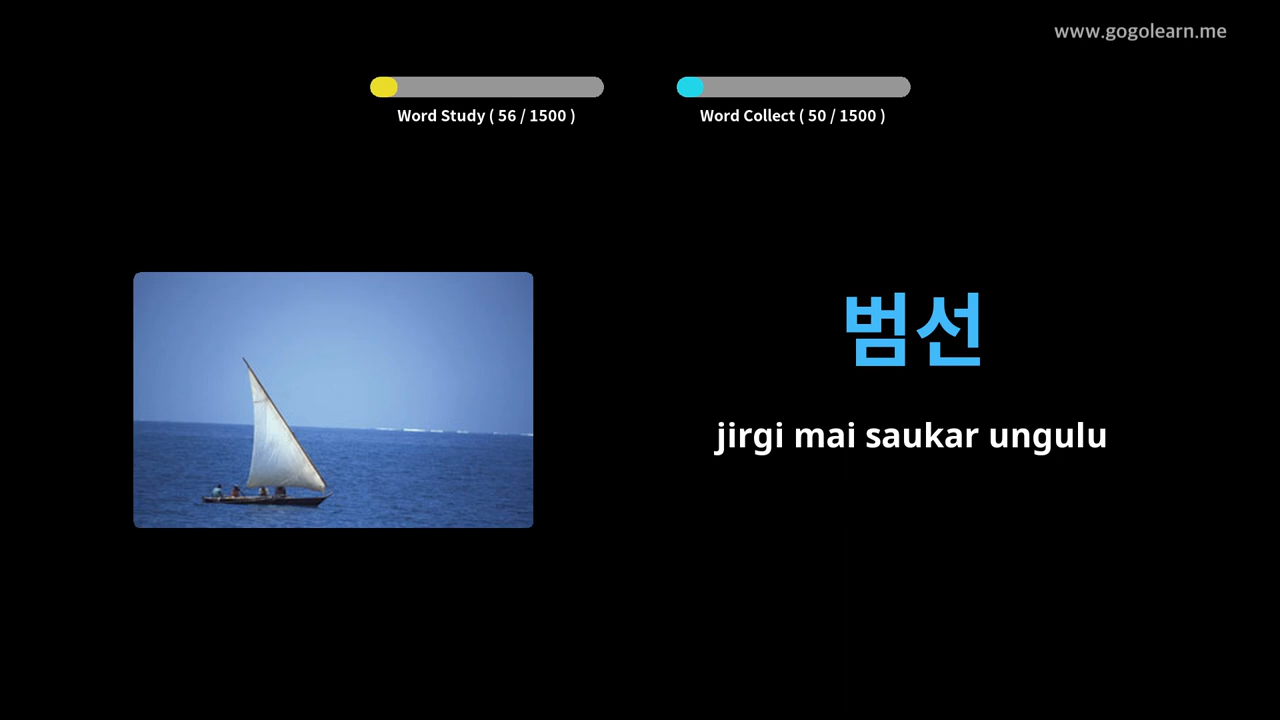 www.gogolearn.me
Word Study ( 56 / 1500 )
Word Collect ( 50 / 1500 )
범선
jirgi mai saukar ungulu